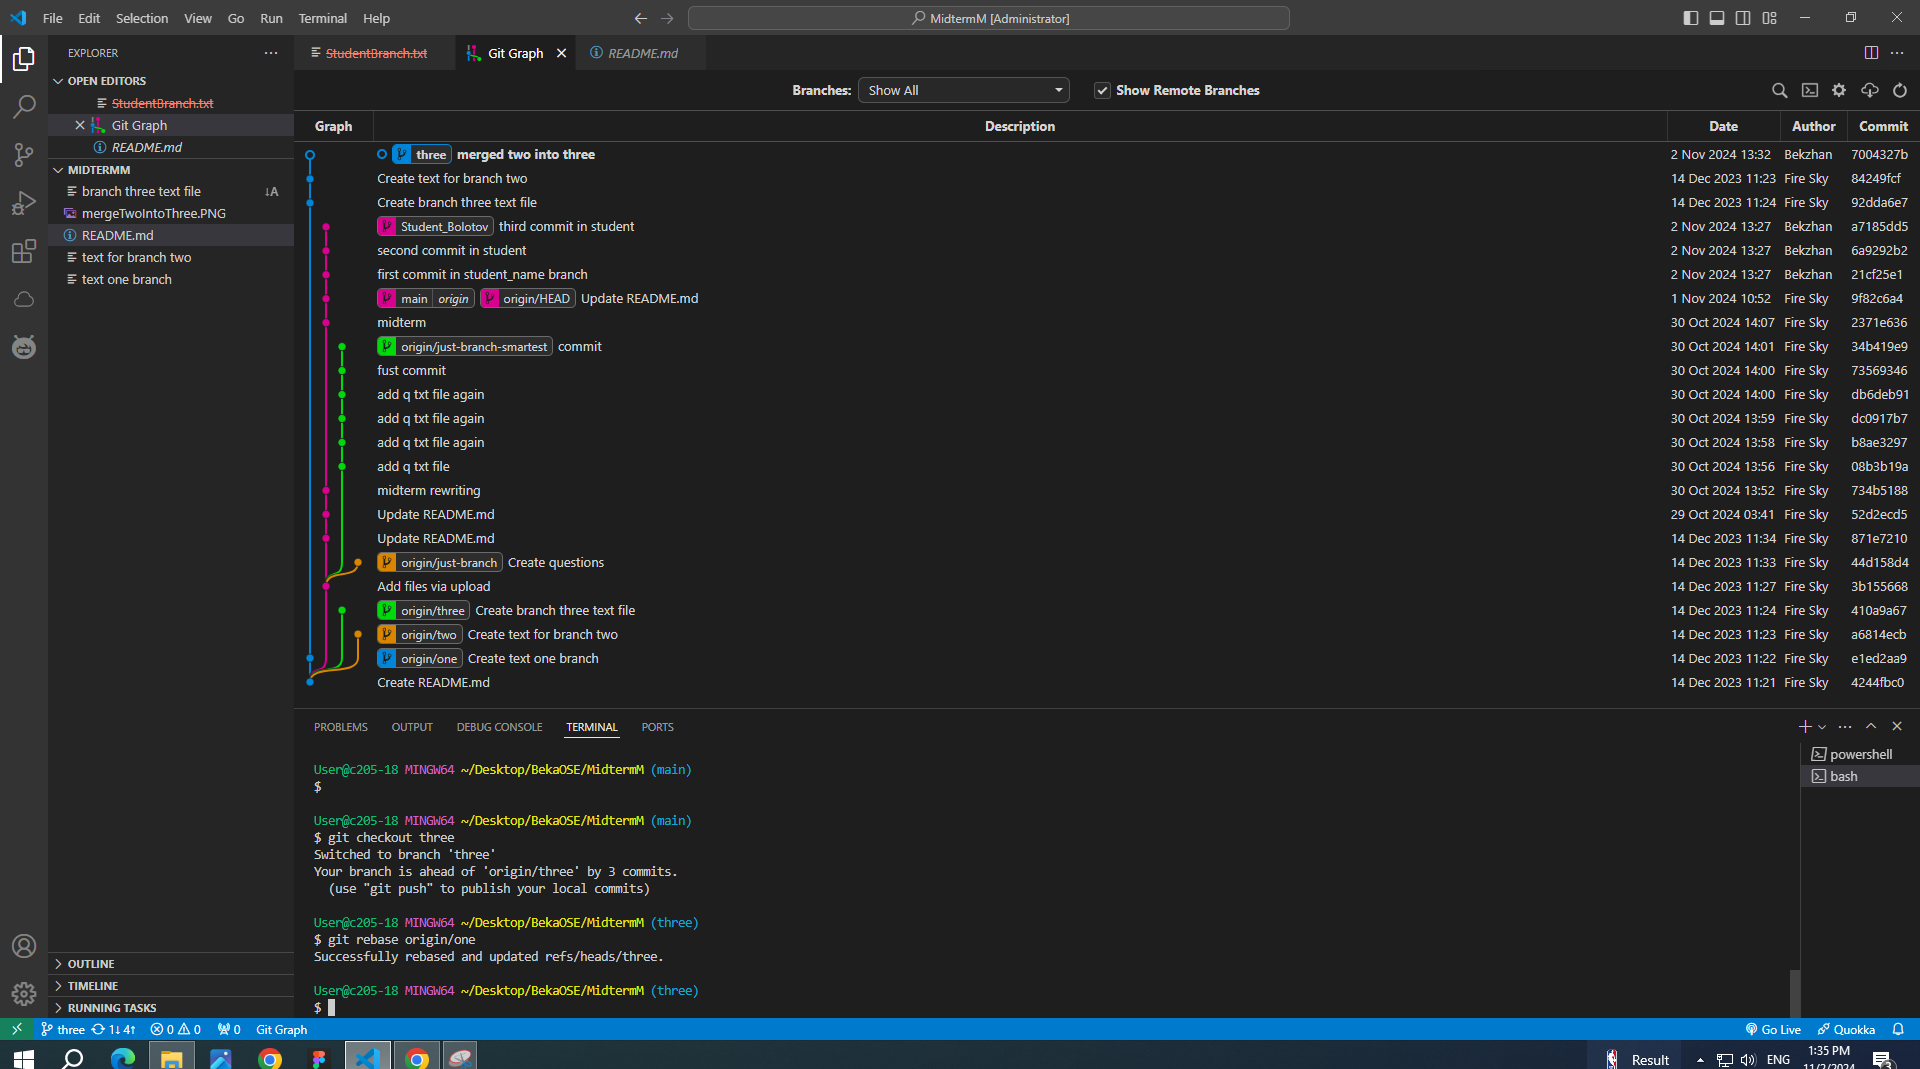 File Edit Selection View Go Run Terminal Help
MidtermM [Administrator]
EXPLORER
OPEN EDITORS
StudentBranch.txt
Git Graph
README.md
MIDTERMM
branch three text file
↓A
mergeTwoIntoThree.PNG
README.md
text for branch two
text one branch
OUTLINE
TIMELINE
RUNNING TASKS
StudentBranch.txt Git Graph README.md
Branches: Show All Show Remote Branches
Graph Description Date Author Commit
three merged two into three 2 Nov 2024 13:32 Bekzhan 7004327b
Create text for branch two 14 Dec 2023 11:23 Fire Sky 84249fcf
Create branch three text file 14 Dec 2023 11:24 Fire Sky 92dda6e7
Student_Bolotov third commit in student 2 Nov 2024 13:27 Bekzhan a7185dd5
second commit in student 2 Nov 2024 13:27 Bekzhan 6a9292b2
first commit in student_name branch 2 Nov 2024 13:27 Bekzhan 21cf25e1
main origin origin/HEAD Update README.md 1 Nov 2024 10:52 Fire Sky 9f82c6a4
midterm 30 Oct 2024 14:07 Fire Sky 2371e636
origin/just-branch-smartest commit 30 Oct 2024 14:01 Fire Sky 34b419e9
fust commit 30 Oct 2024 14:00 Fire Sky 73569346
add q txt file again 30 Oct 2024 14:00 Fire Sky db6deb91
add q txt file again 30 Oct 2024 13:59 Fire Sky dc0917b7
add q txt file again 30 Oct 2024 13:58 Fire Sky b8ae3297
add q txt file 30 Oct 2024 13:56 Fire Sky 08b3b19a
midterm rewriting 30 Oct 2024 13:52 Fire Sky 734b5188
Update README.md 29 Oct 2024 03:41 Fire Sky 52d2ecd5
Update README.md 14 Dec 2023 11:34 Fire Sky 871e7210
origin/just-branch Create questions 14 Dec 2023 11:33 Fire Sky 44d158d4
Add files via upload 14 Dec 2023 11:27 Fire Sky 3b155668
origin/three Create branch three text file 14 Dec 2023 11:24 Fire Sky 410a9a67
origin/two Create text for branch two 14 Dec 2023 11:23 Fire Sky a6814ecb
origin/one Create text one branch 14 Dec 2023 11:22 Fire Sky e1ed2aa9
Create README.md 14 Dec 2023 11:21 Fire Sky 4244fbc0
PROBLEMS OUTPUT DEBUG CONSOLE TERMINAL PORTS
powershell
bash
User@c205-18 MINGW64 ~/Desktop/BekaOSE/MidtermM (main)
$
User@c205-18 MINGW64 ~/Desktop/BekaOSE/MidtermM (main)
$ git checkout three
Switched to branch 'three'
Your branch is ahead of 'origin/three' by 3 commits.
(use "git push" to publish your local commits)
User@c205-18 MINGW64 ~/Desktop/BekaOSE/MidtermM (three)
$ git rebase origin/one
Successfully rebased and updated refs/heads/three.
User@c205-18 MINGW64 ~/Desktop/BekaOSE/MidtermM (three)
$
three 1↓ 4↑ 0 0 0 Git Graph Go Live Quokka
Result ENG 1:35 PM
11/2/2024
3